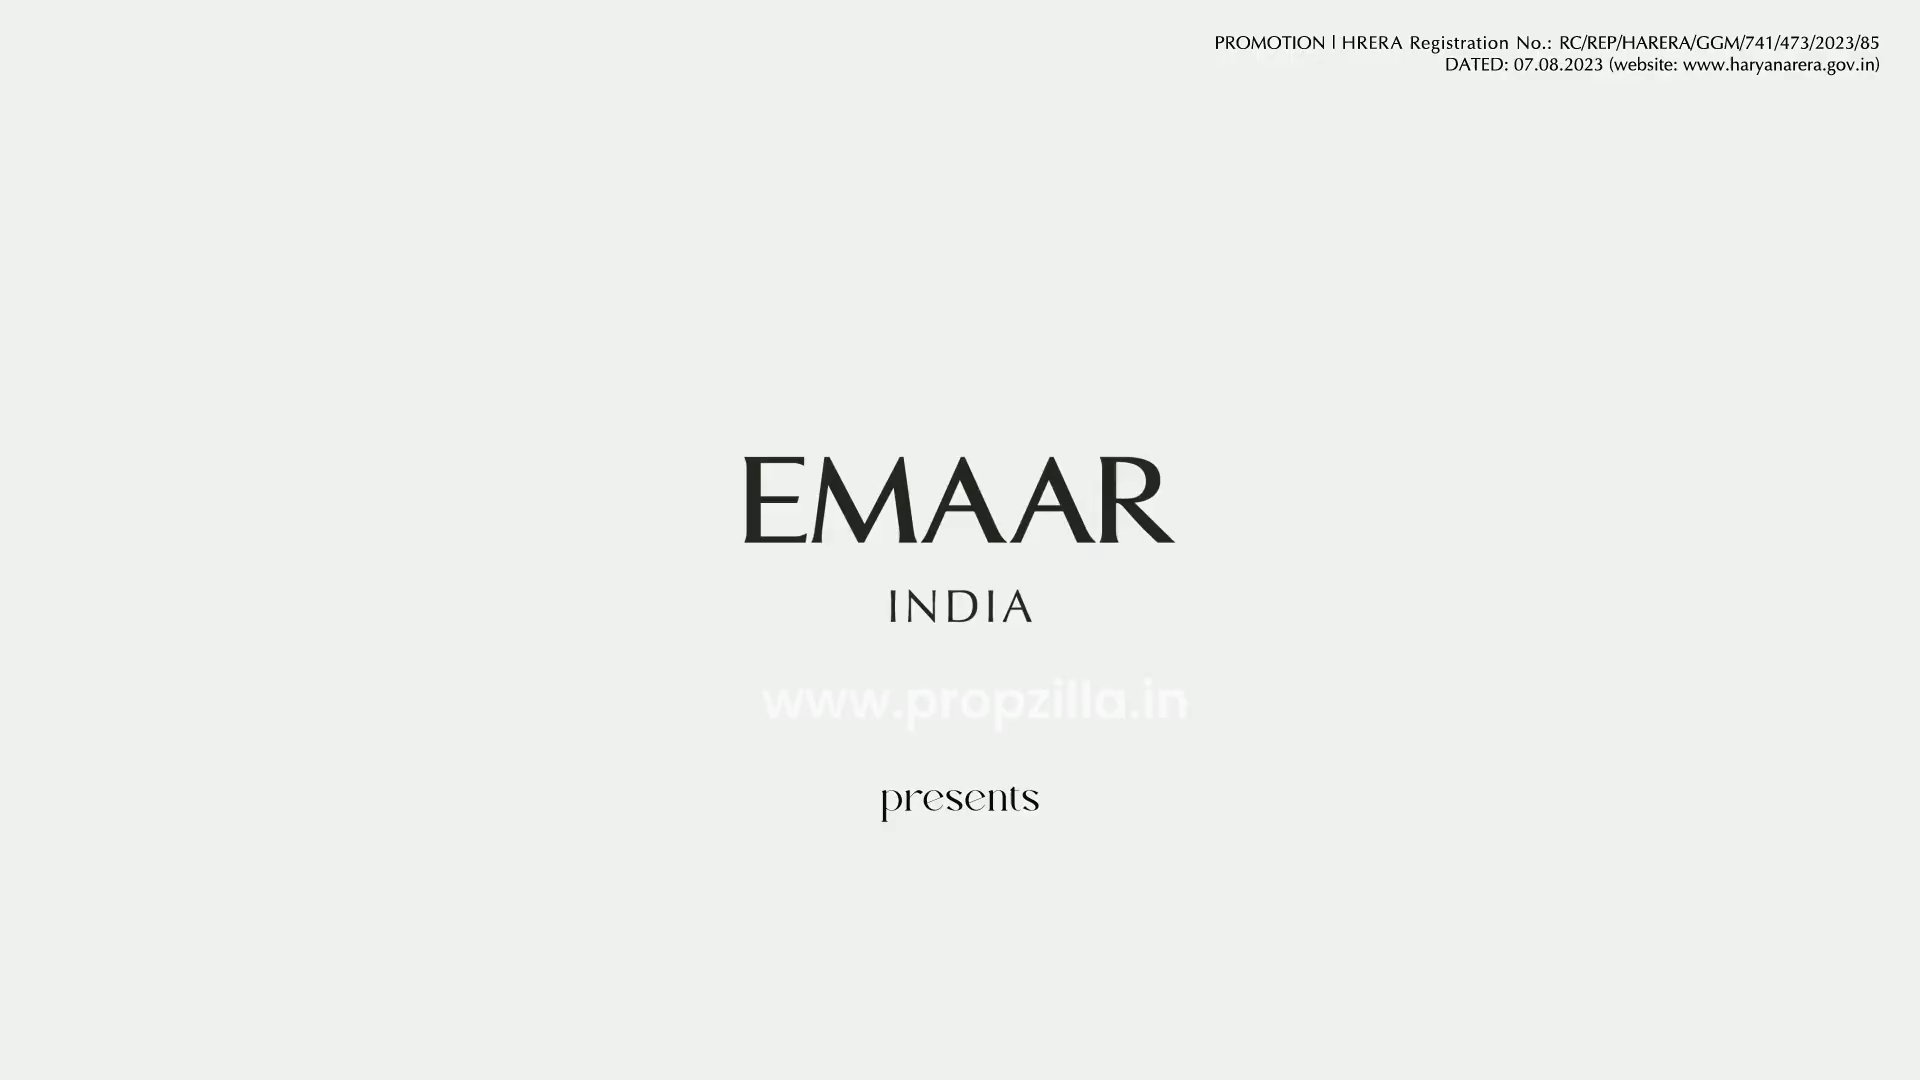 PROMOTION | HRERA Registration No.: RC/REP/HARERA/GGM/741/473/2023/85
DATED: 07.08.2023 (website: www.haryanarera.gov.in)
EMAAR
INDIA
www.propzilla.in
presents